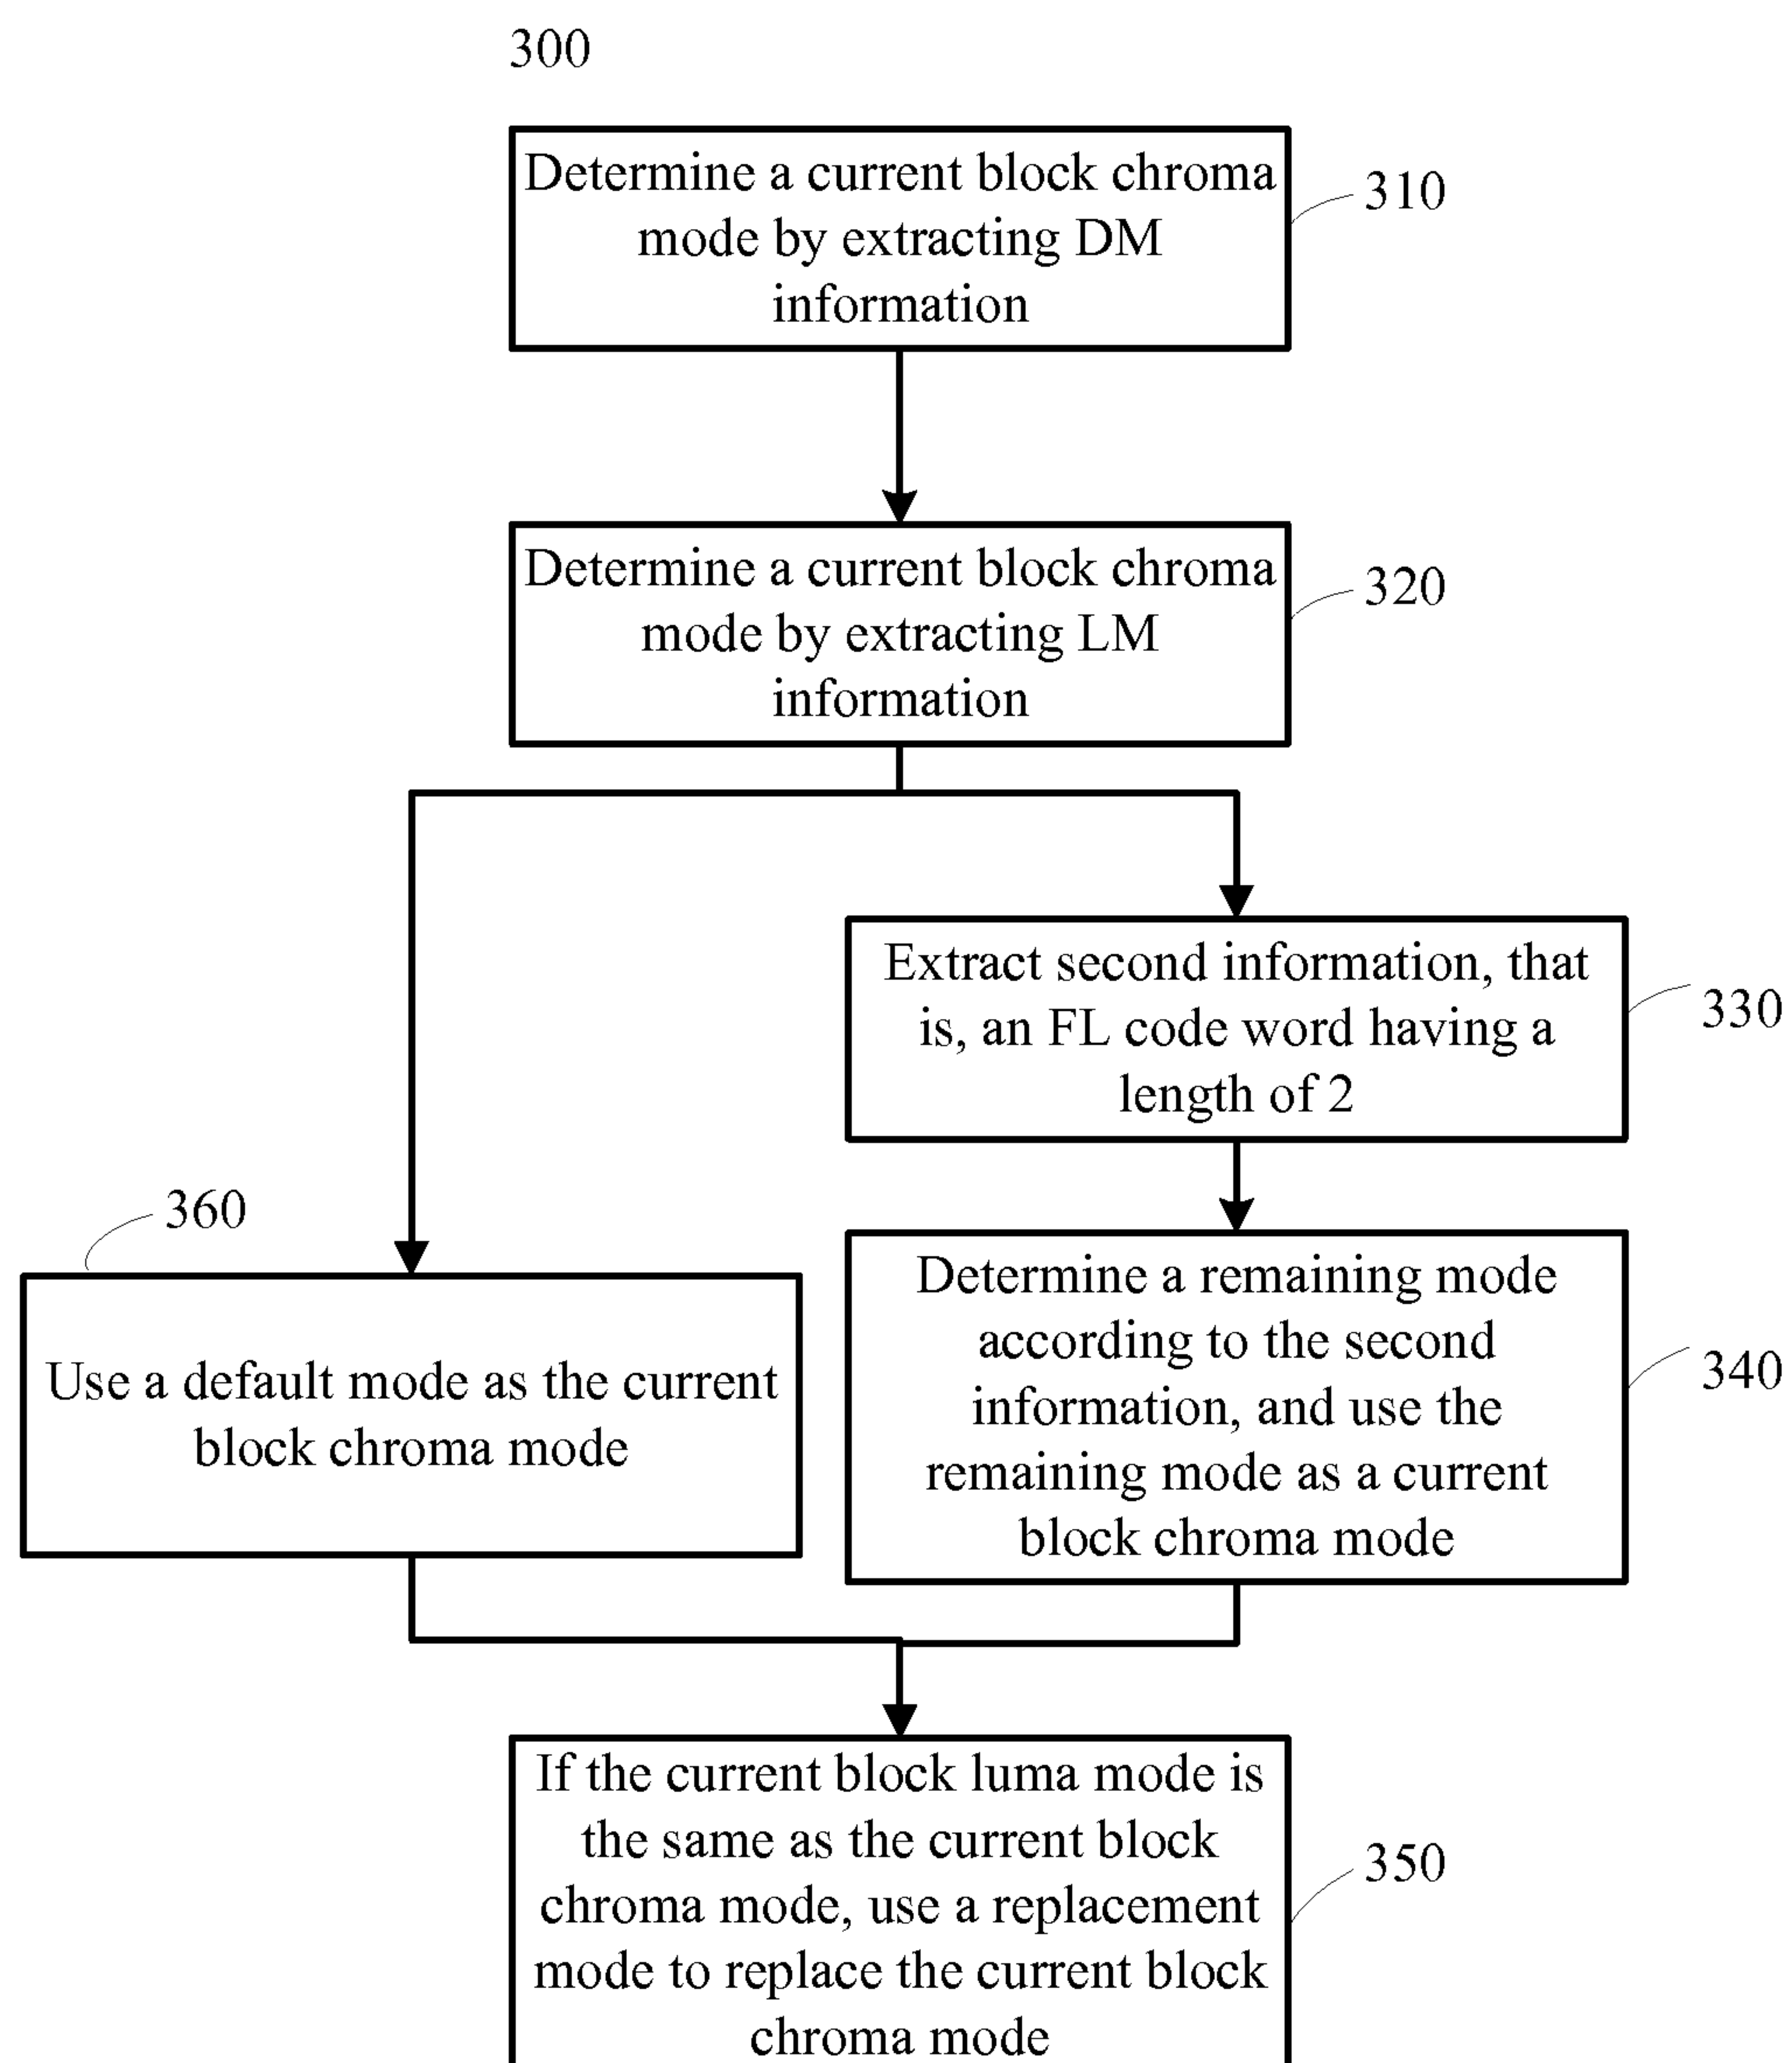 300
Determine a current block chroma
mode by extracting DM
information
310
Determine a current block chroma
mode by extracting LM
information
320
Extract second information, that
is, an FL code word having a
length of 2
330
360
Use a default mode as the current
block chroma mode
Determine a remaining mode
according to the second
information, and use the
remaining mode as a current
block chroma mode
340
If the current block luma mode is
the same as the current block
chroma mode, use a replacement
mode to replace the current block
chroma mode
350